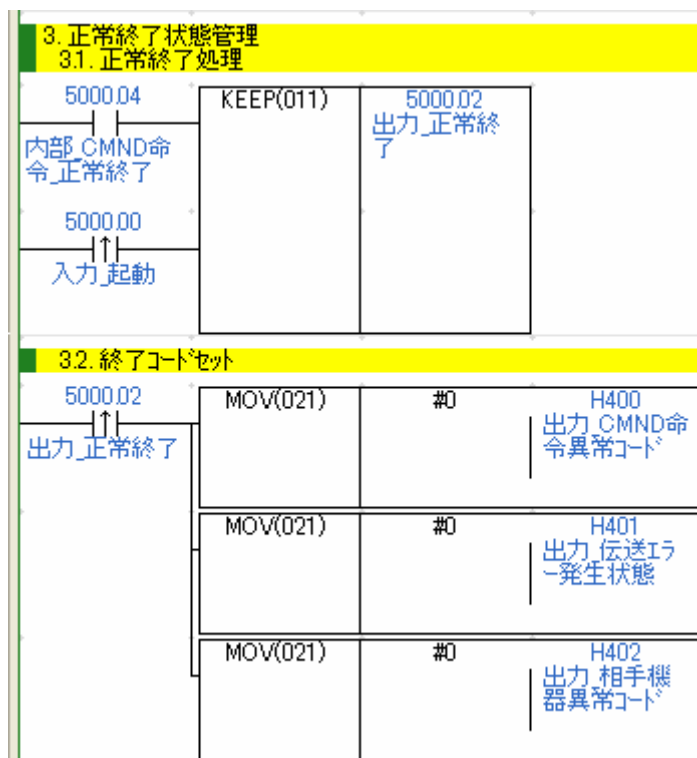 3. 正常終了状態管理
3.1. 正常終了処理
5000.04
内部_CMND命
令_正常終了
KEEP(011)
5000.02
出力_正常終
了
5000.00
入力_起動
3.2. 終了ｺｰﾄﾞｾｯﾄ
5000.02
出力_正常終了
MOV(021)
#0
H400
出力_CMND命
令異常ｺｰﾄﾞ
MOV(021)
#0
H401
出力_伝送ｴﾗ
ｰ発生状態
MOV(021)
#0
H402
出力_相手機
器異常ｺｰﾄﾞ